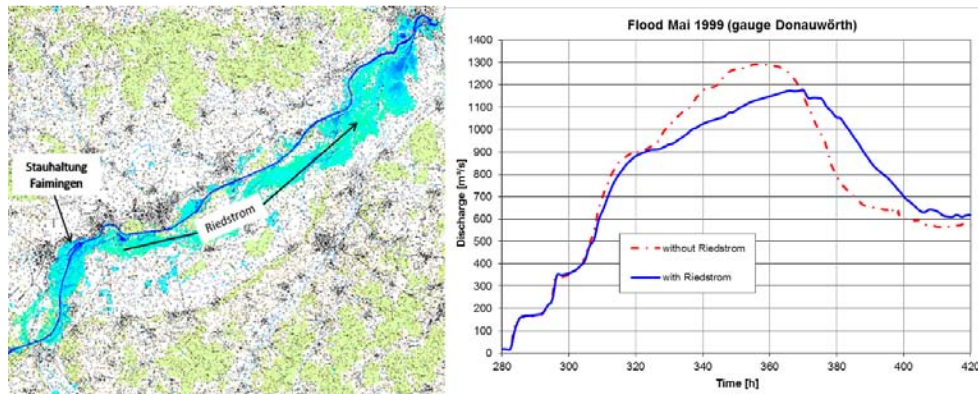 Stauhaltung
Faimingen
Riedstrom
Flood Mai 1999 (gauge Donauwörth)
Discharge [m³/s]
1400
1300
1200
1100
1000
900
800
700
600
500
400
300
200
100
0
280
300
320
340
360
380
400
420
Time [h]
without Riedstrom
with Riedstrom